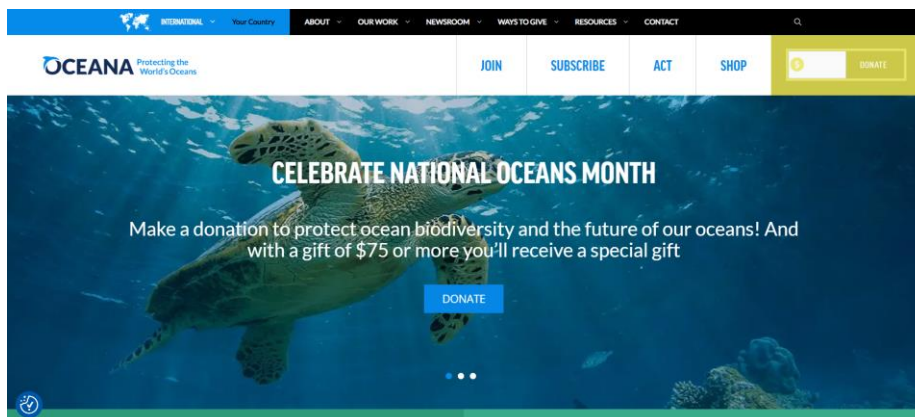 INTERNATIONAL Your Country ABOUT OUR WORK NEWSROOM WAYS TO GIVE RESOURCES CONTACT
OCEANA Protecting the
World's Oceans
JOIN SUBSCRIBE ACT SHOP $ DONATE
CELEBRATE NATIONAL OCEANS MONTH
Make a donation to protect ocean biodiversity and the future of our oceans! And
with a gift of $75 or more you'll receive a special gift
DONATE